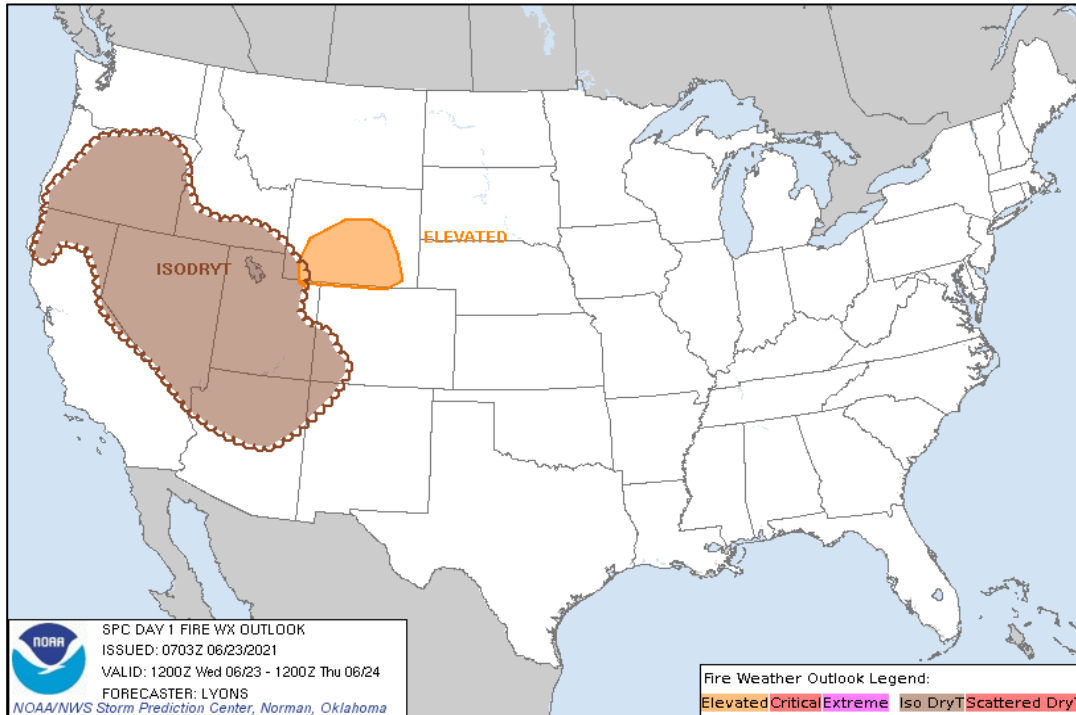 ELEVATED
ISODRYT
NOAA
SPC DAY 1 FIRE WX OUTLOOK
ISSUED: 0703Z 06/23/2021
VALID: 1200Z Wed 06/23 - 1200Z Thu 06/24
FORECASTER: LYONS
NOAA/NWS Storm Prediction Center, Norman, Oklahoma
Fire Weather Outlook Legend:
Elevated Critical Extreme Iso DryT Scattered DryT